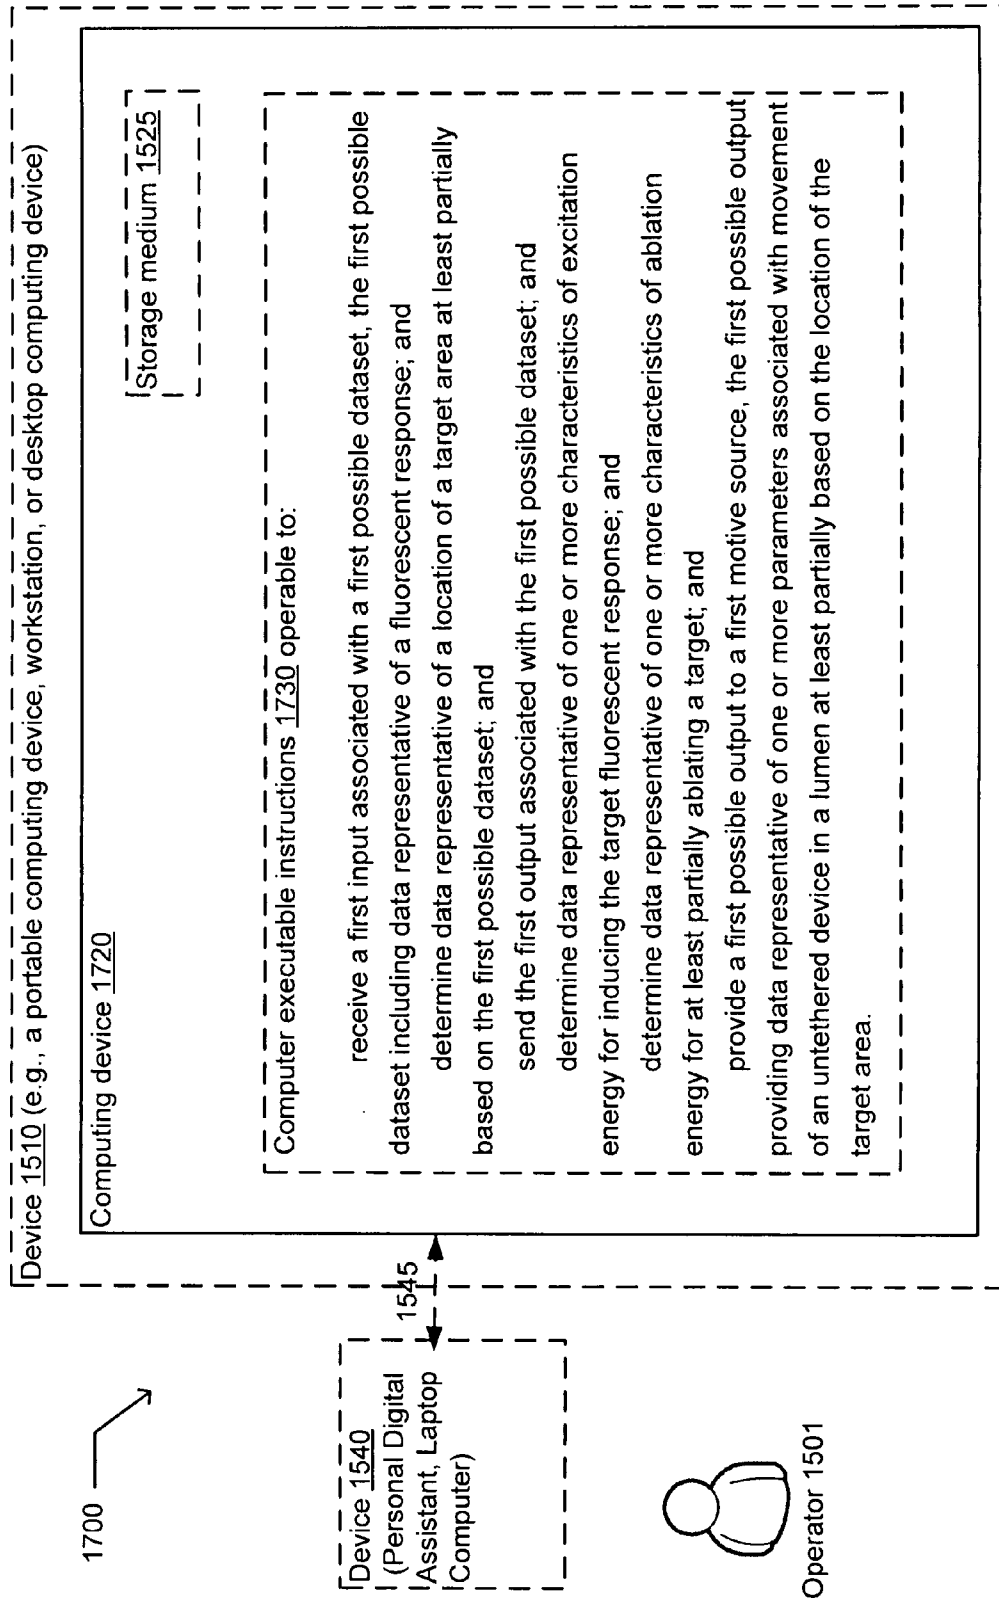 1700
Device 1510 (e.g., a portable computing device, workstation, or desktop computing device)
Computing device 1720
Storage medium 1525
Computer executable instructions 1730 operable to:
receive a first input associated with a first possible dataset, the first possible
dataset including data representative of a fluorescent response; and
determine data representative of a location of a target area at least partially
based on the first possible dataset; and
send the first output associated with the first possible dataset; and
determine data representative of one or more characteristics of excitation
energy for inducing the target fluorescent response; and
determine data representative of one or more characteristics of ablation
energy for at least partially ablating a target; and
provide a first possible output to a first motive source, the first possible output
providing data representative of one or more parameters associated with movement
of an untethered device in a lumen at least partially based on the location of the
target area.
1545
Device 1540
(Personal Digital
Assistant, Laptop
Computer)
Operator 1501